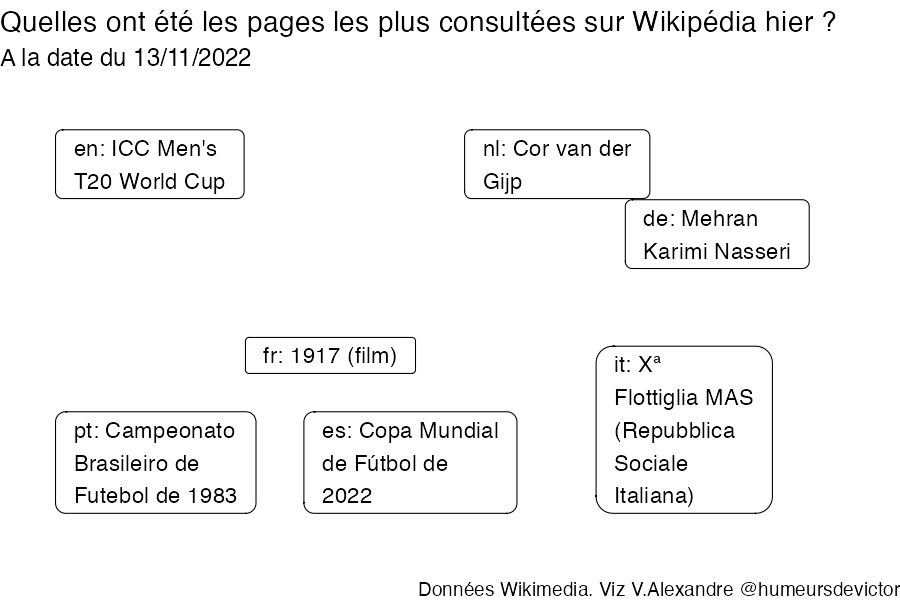 Quelles ont été les pages les plus consultées sur Wikipédia hier ?
A la date du 13/11/2022
en: ICC Men's
T20 World Cup
nl: Cor van der
Gijp
de: Mehran
Karimi Nasseri
fr: 1917 (film)
it: Xª
Flottiglia MAS
(Repubblica
Sociale
Italiana)
pt: Campeonato
Brasileiro de
Futebol de 1983
es: Copa Mundial
de Fútbol de
2022
Données Wikimedia. Viz V.Alexandre @humeursdevictor